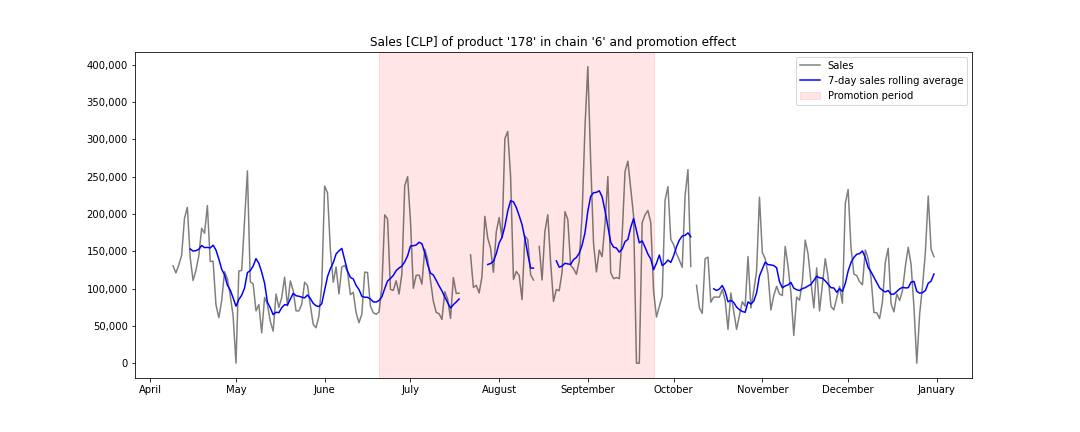 Sales [CLP] of product '178' in chain '6' and promotion effect
Sales
7-day sales rolling average
Promotion period
400,000
350,000
300,000
250,000
200,000
150,000
100,000
50,000
0
April May June July August September October November December January